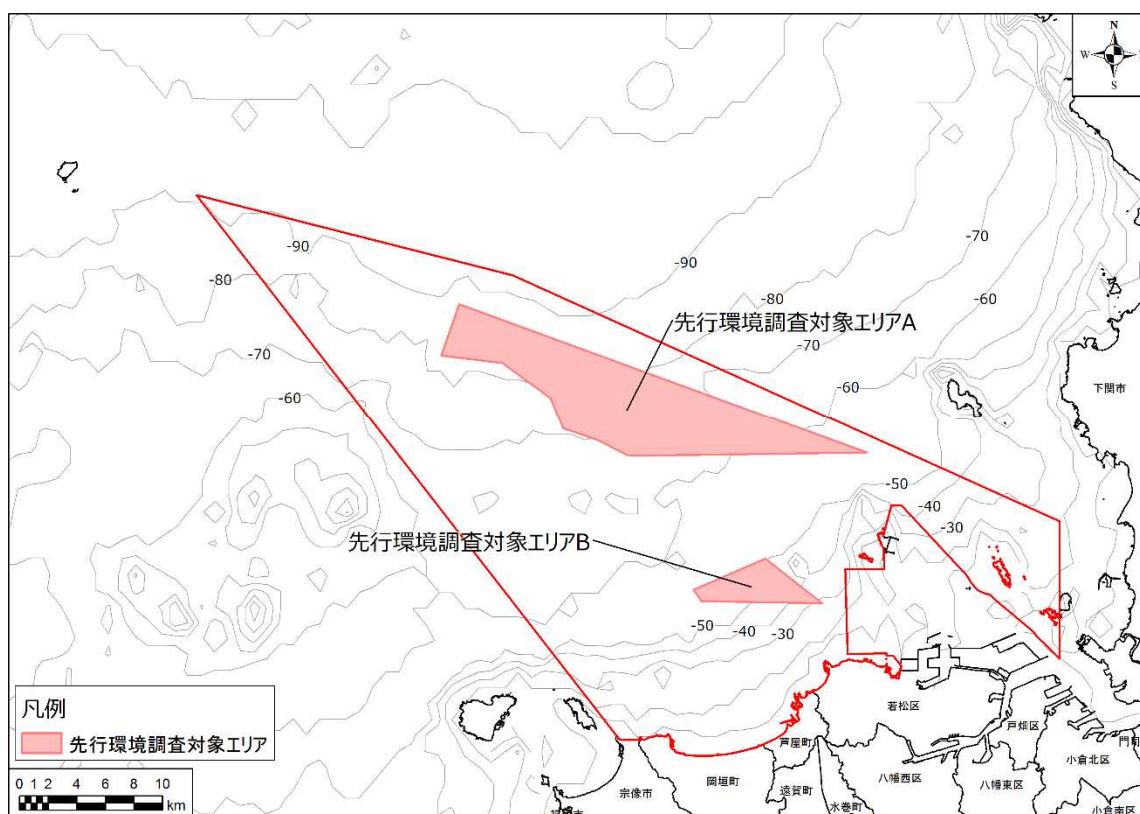 N
W
S
-90
-80
-70
-60
-90
-80
-70
-60
-70
-60
先行環境調査対象エリアA
下関市
-50
-40
-30
先行環境調査対象エリアB
-50
-40
-30
凡例
先行環境調査対象エリア
若松区
戸畑区
門司
芦屋町
小倉北区
宗像市
岡垣町
遠賀町
八幡西区
八幡東区
水巻町
小倉南区
0 1 2 4 6 8 10
km